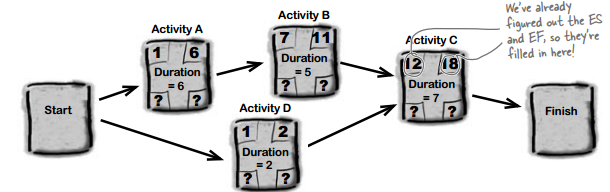 We've already
figured out the ES
and EF, so they're
filled in here!
Activity A
1 6
Duration
= 6
? ?
Activity B
7 11
Duration
= 5
? ?
Activity C
12 18
Duration
= 7
? ?
Start
Activity D
1 2
Duration
= 2
? ?
Finish